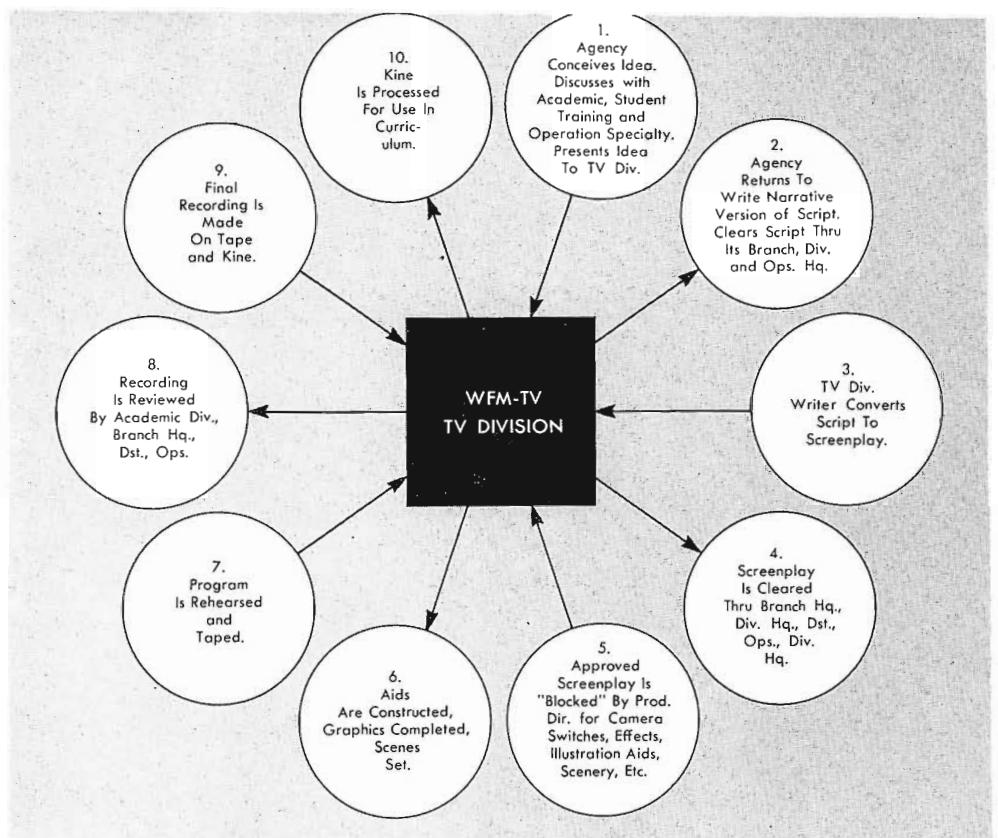 1.
Agency
Conceives Idea.
Discusses with
Academic, Student
Training and
Operation Specialty.
Presents Idea
To TV Div.
2.
Agency
Returns To
Write Narrative
Version of Script.
Clears Script Thru
Its Branch, Div.
and Ops. Hq.
3.
TV Div.
Writer Converts
Script To
Screenplay.
4.
Screenplay
Is Cleared
Thru Branch Hq.,
Div. Hq., Dst.,
Ops., Div.
Hq.
5.
Approved
Screenplay Is
"Blocked" By Prod.
Dir. for Camera
Switches, Effects,
Illustration Aids,
Scenery, Etc.
6.
Aids
Are Constructed,
Graphics Completed,
Scenes
Set.
7.
Program
Is Rehearsed
and
Taped.
8.
Recording
Is Reviewed
By Academic Div.,
Branch Hq.,
Dst., Ops.
9.
Final
Recording Is
Made
On Tape
and Kine.
10.
Kine
Is Processed
For Use In
Curric-
ulum.
WFM-TV
TV DIVISION